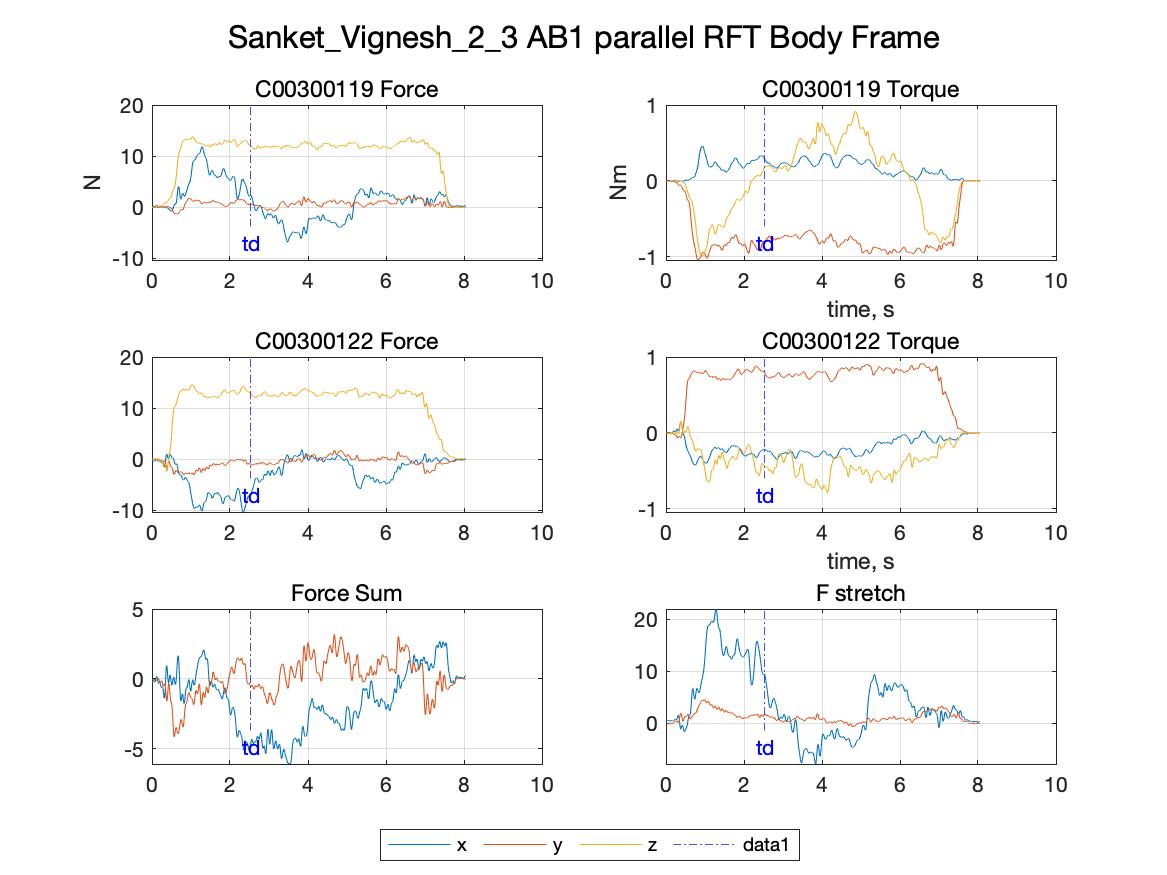 Sanket_Vignesh_2_3 AB1 parallel RFT Body Frame
C00300119 Force
20
10
0
-10
N
td
0 2 4 6 8 10
C00300119 Torque
1
0
-1
Nm
td
0 2 4 6 8 10
time, s
C00300122 Force
20
10
0
-10
td
0 2 4 6 8 10
C00300122 Torque
1
0
-1
td
0 2 4 6 8 10
time, s
Force Sum
5
0
-5
td
0 2 4 6 8 10
F stretch
20
10
0
td
0 2 4 6 8 10
x y z data1